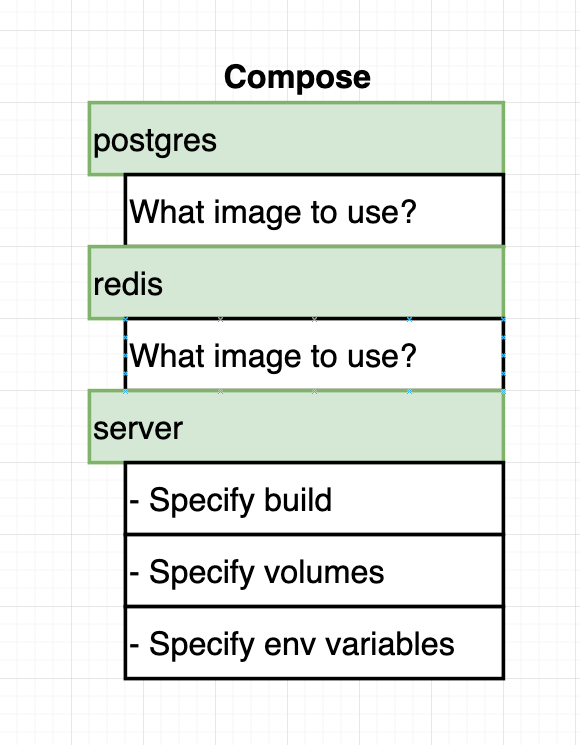 Compose
postgres
What image to use?
redis
What image to use?
server
- Specify build
- Specify volumes
- Specify env variables